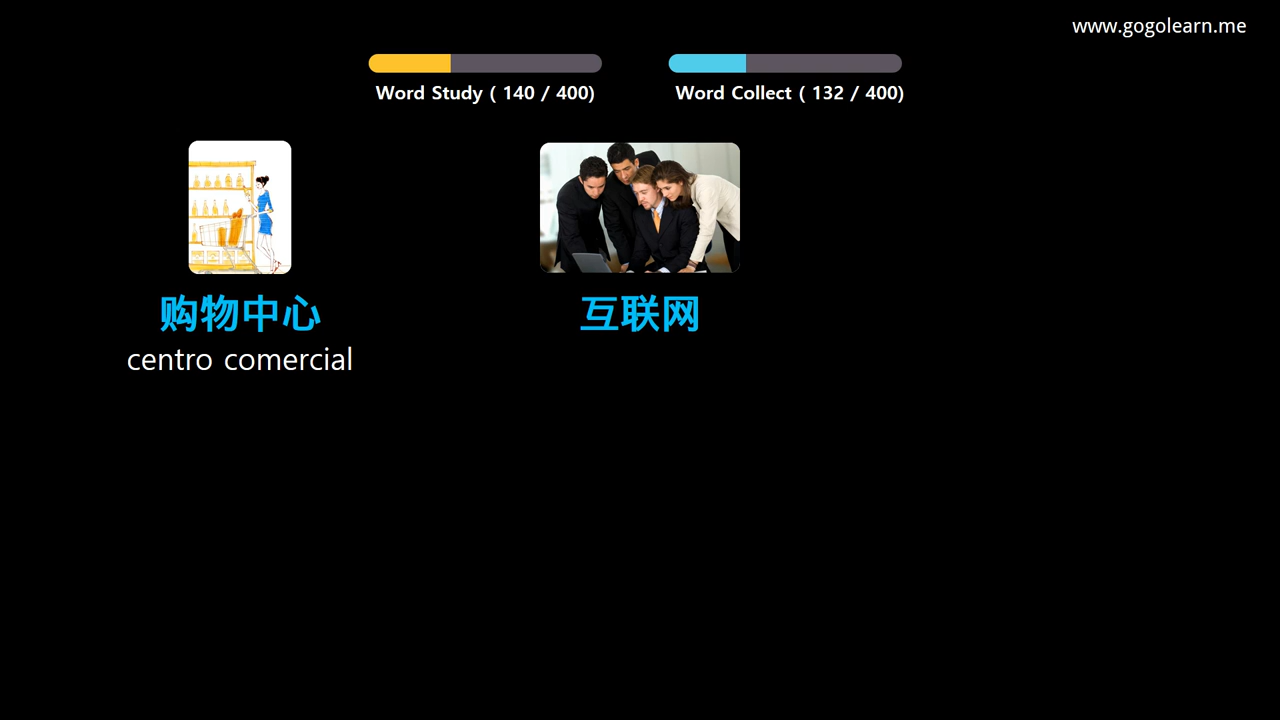 www.gogolearn.me
Word Study ( 140 / 400)
Word Collect ( 132 / 400)
购物中心
互联网
centro comercial